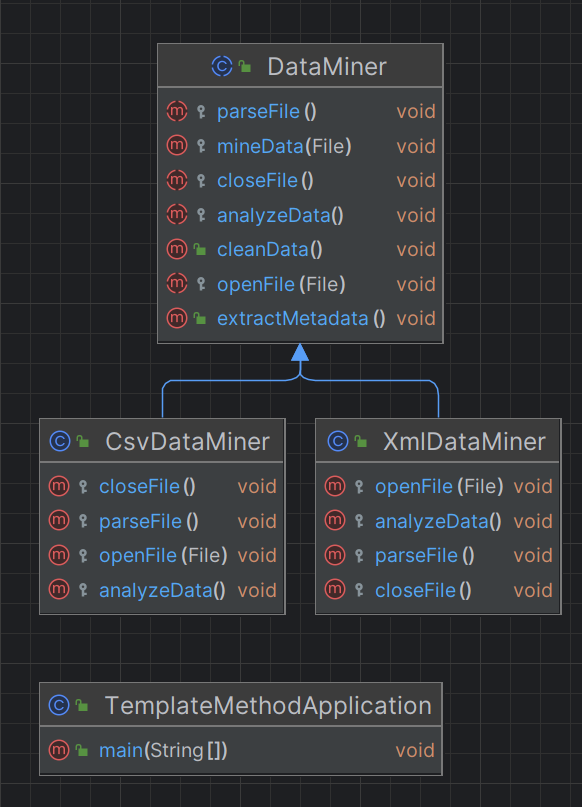 DataMiner
parseFile() void
mineData(File) void
closeFile() void
analyzeData() void
cleanData() void
openFile(File) void
extractMetadata() void
CsvDataMiner
closeFile() void
parseFile() void
openFile(File) void
analyzeData() void
XmlDataMiner
openFile(File) void
analyzeData() void
parseFile() void
closeFile() void
TemplateMethodApplication
main(String[]) void